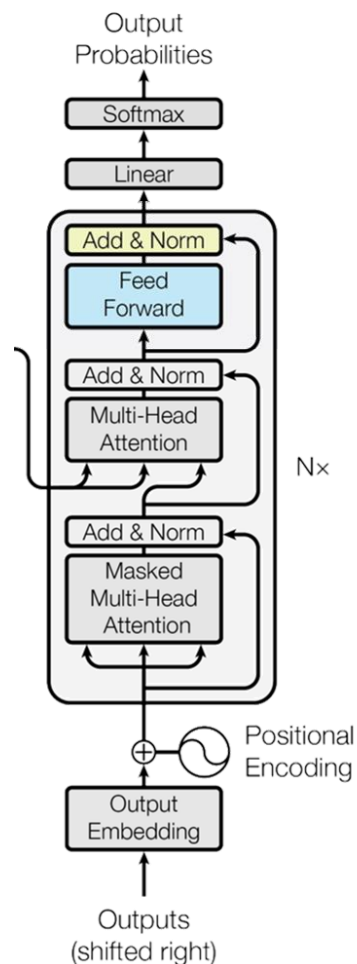 Output
Probabilities
Softmax
Linear
Add & Norm
Feed
Forward
Add & Norm
Multi-Head
Attention
N×
Add & Norm
Masked
Multi-Head
Attention
Positional
Encoding
Output
Embedding
Outputs
(shifted right)